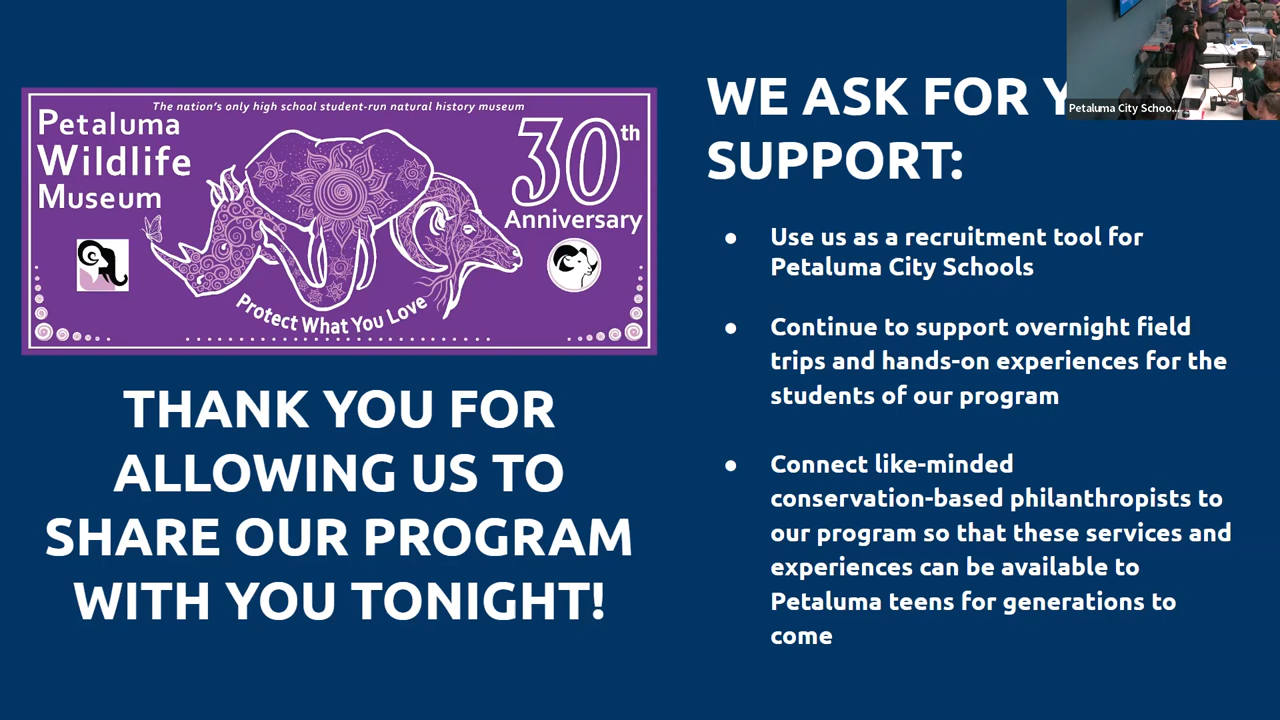 The nation's only high school student-run natural history museum
Petaluma
Wildlife
Museum
30th
Anniversary
Protect What You Love
THANK YOU FOR
ALLOWING US TO
SHARE OUR PROGRAM
WITH YOU TONIGHT!
WE ASK FOR Y
SUPPORT:
● Use us as a recruitment tool for
Petaluma City Schools
● Continue to support overnight field
trips and hands-on experiences for the
students of our program
● Connect like-minded
conservation-based philanthropists to
our program so that these services and
experiences can be available to
Petaluma teens for generations to
come
Petaluma City Schoo...